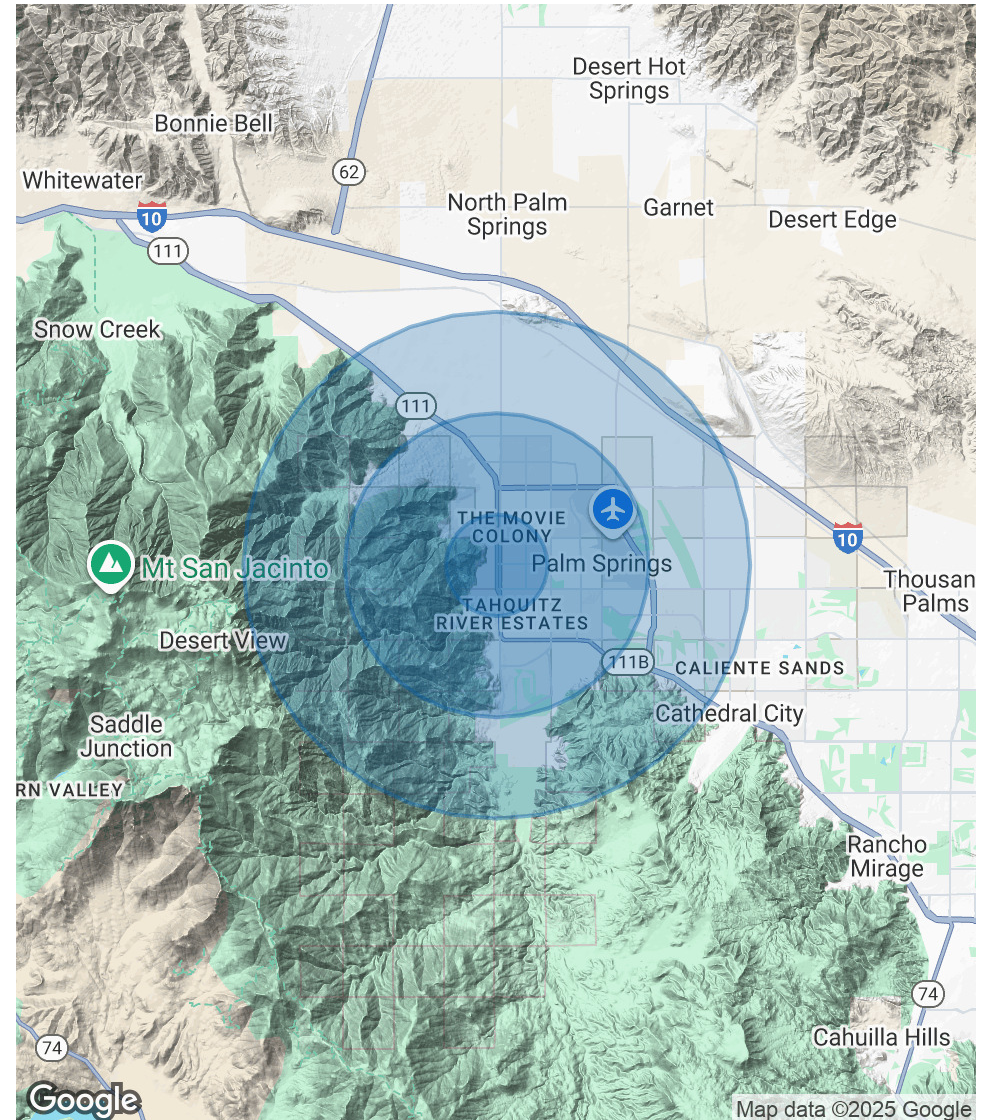 Desert Hot
Springs
Bonnie Bell
62
Whitewater
10
North Palm
Springs
Garnet
Desert Edge
111
Snow Creek
111
THE MOVIE
COLONY
10
Palm Springs
Mt San Jacinto
Thousan
Palms
TAHQUITZ
RIVER ESTATES
Desert View
111B
CALIENTE SANDS
Cathedral City
Saddle
Junction
RN VALLEY
Rancho
Mirage
74
Cahuilla Hills
74
Google
Map data ©2025 Google